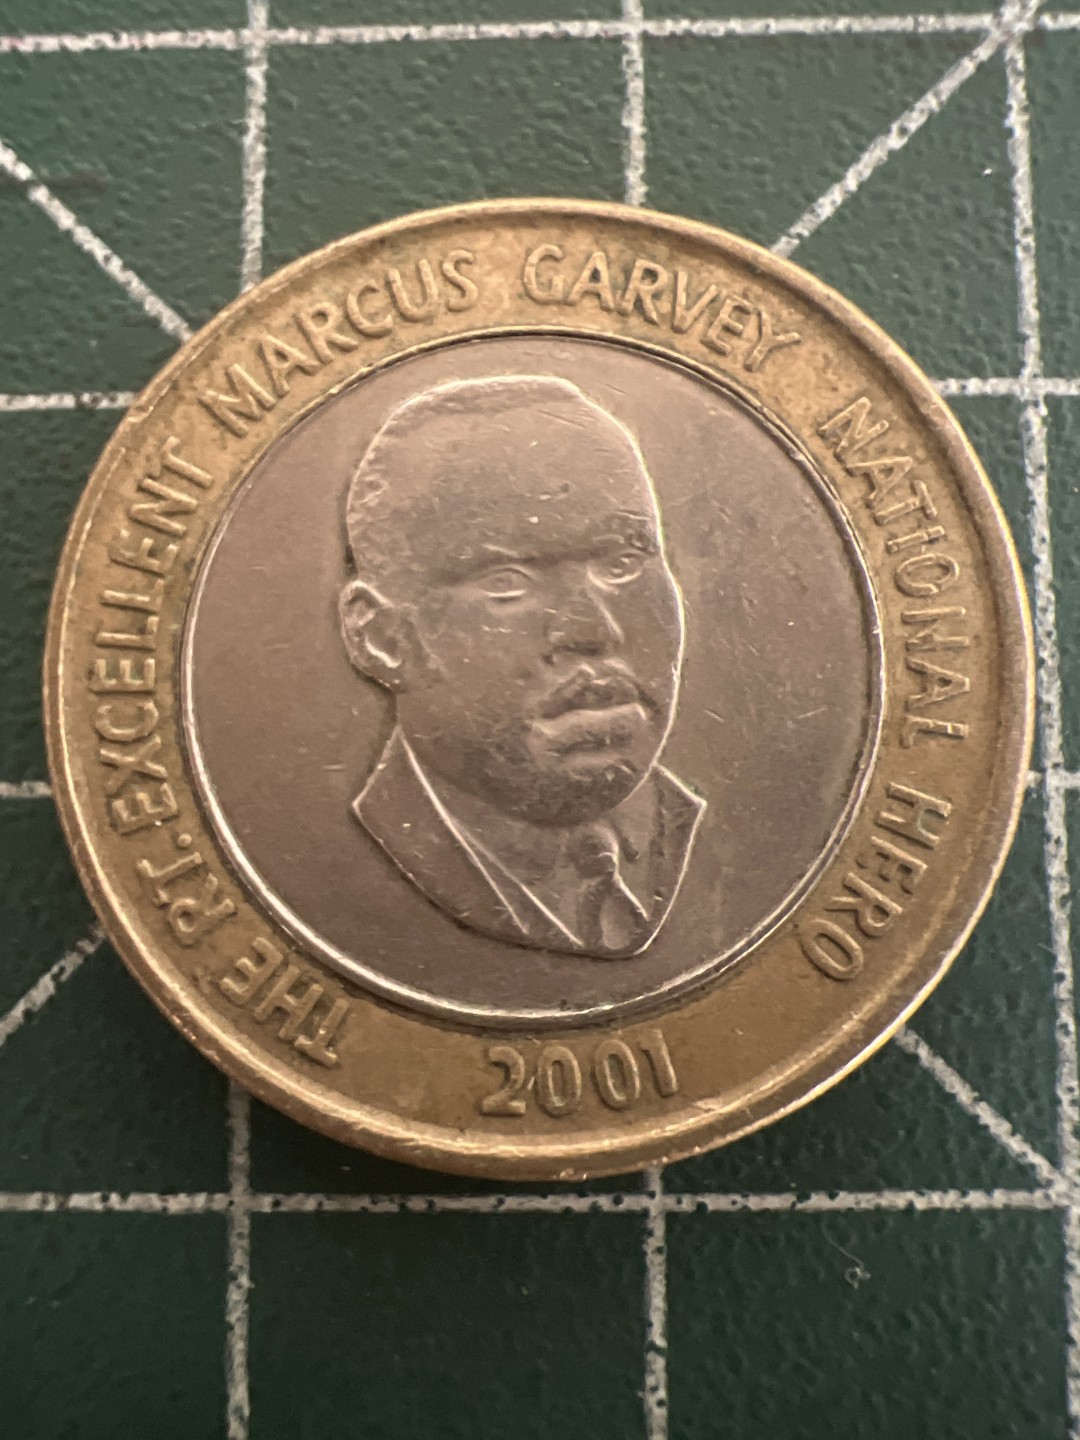 THE RT. EXCELLENT MARCUS GARVEY NATIONAL HERO
2001